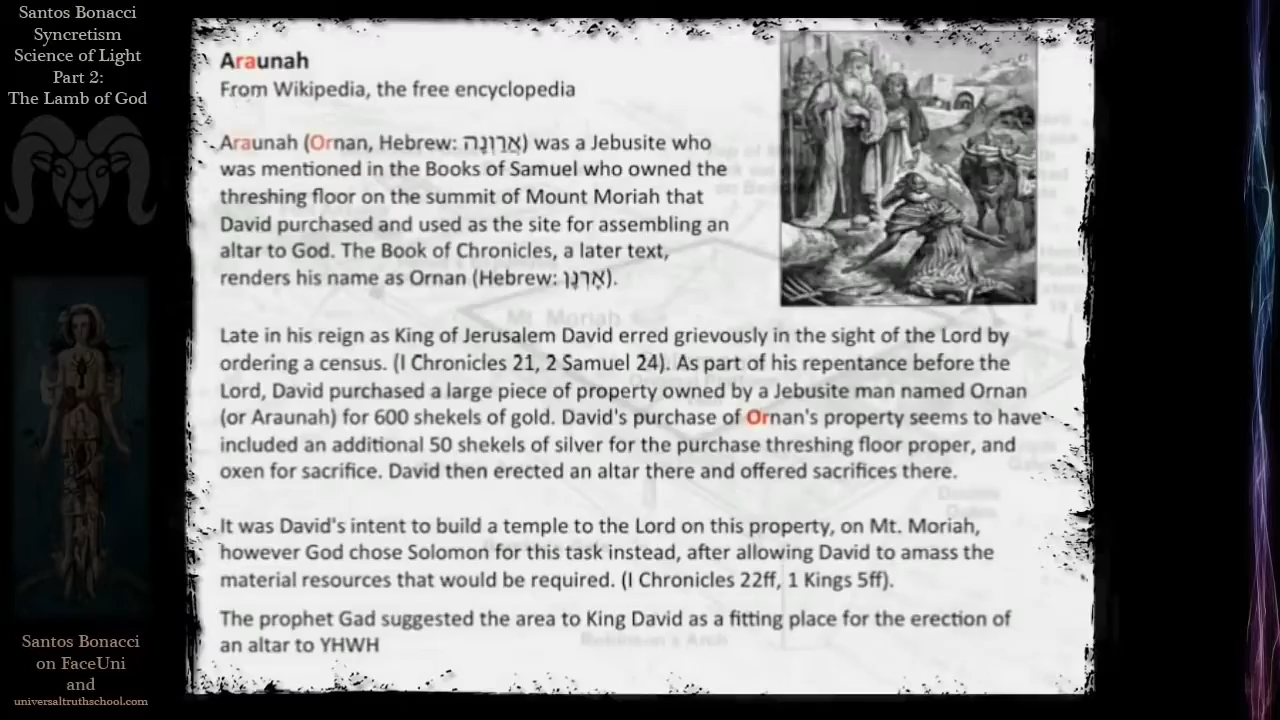 Santos Bonacci
Syncretism
Science of Light
Part 2:
The Lamb of God
Araunah
From Wikipedia, the free encyclopedia
Araunah (Ornan, Hebrew: אֲרַוְנָה) was a Jebusite who
was mentioned in the Books of Samuel who owned the
threshing floor on the summit of Mount Moriah that
David purchased and used as the site for assembling an
altar to God. The Book of Chronicles, a later text,
renders his name as Ornan (Hebrew: אָרְנָן).
Late in his reign as King of Jerusalem David erred grievously in the sight of the Lord by
ordering a census. (I Chronicles 21, 2 Samuel 24). As part of his repentance before the
Lord, David purchased a large piece of property owned by a Jebusite man named Ornan
(or Araunah) for 600 shekels of gold. David's purchase of Ornan's property seems to have
included an additional 50 shekels of silver for the purchase threshing floor proper, and
oxen for sacrifice. David then erected an altar there and offered sacrifices there.
It was David's intent to build a temple to the Lord on this property, on Mt. Moriah,
however God chose Solomon for this task instead, after allowing David to amass the
material resources that would be required. (I Chronicles 22ff, 1 Kings 5ff).
The prophet Gad suggested the area to King David as a fitting place for the erection of
an altar to YHWH
Mt. Moriah
Robinson's Arch
Santos Bonacci
on FaceUni
and
universaltruthschool.com